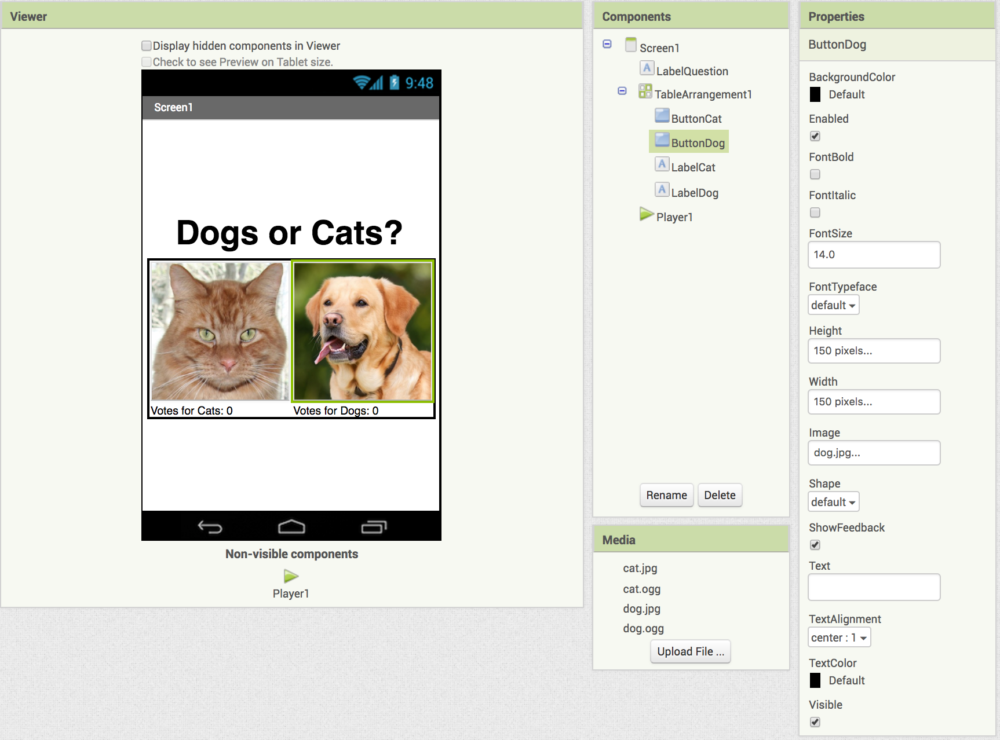 Viewer
Display hidden components in Viewer
Check to see Preview on Tablet size.
9:48
Screen1
Dogs or Cats?
Votes for Cats: 0
Votes for Dogs: 0
Non-visible components
Player1
Components
Screen1
A LabelQuestion
TableArrangement1
ButtonCat
ButtonDog
A LabelCat
A LabelDog
Player1
Rename
Delete
Media
cat.jpg
cat.ogg
dog.jpg
dog.ogg
Upload File ...
Properties
ButtonDog
BackgroundColor
Default
Enabled
FontBold
FontItalic
FontSize
14.0
FontTypeface
default
Height
150 pixels...
Width
150 pixels...
Image
dog.jpg...
Shape
default
ShowFeedback
Text
TextAlignment
center : 1
TextColor
Default
Visible